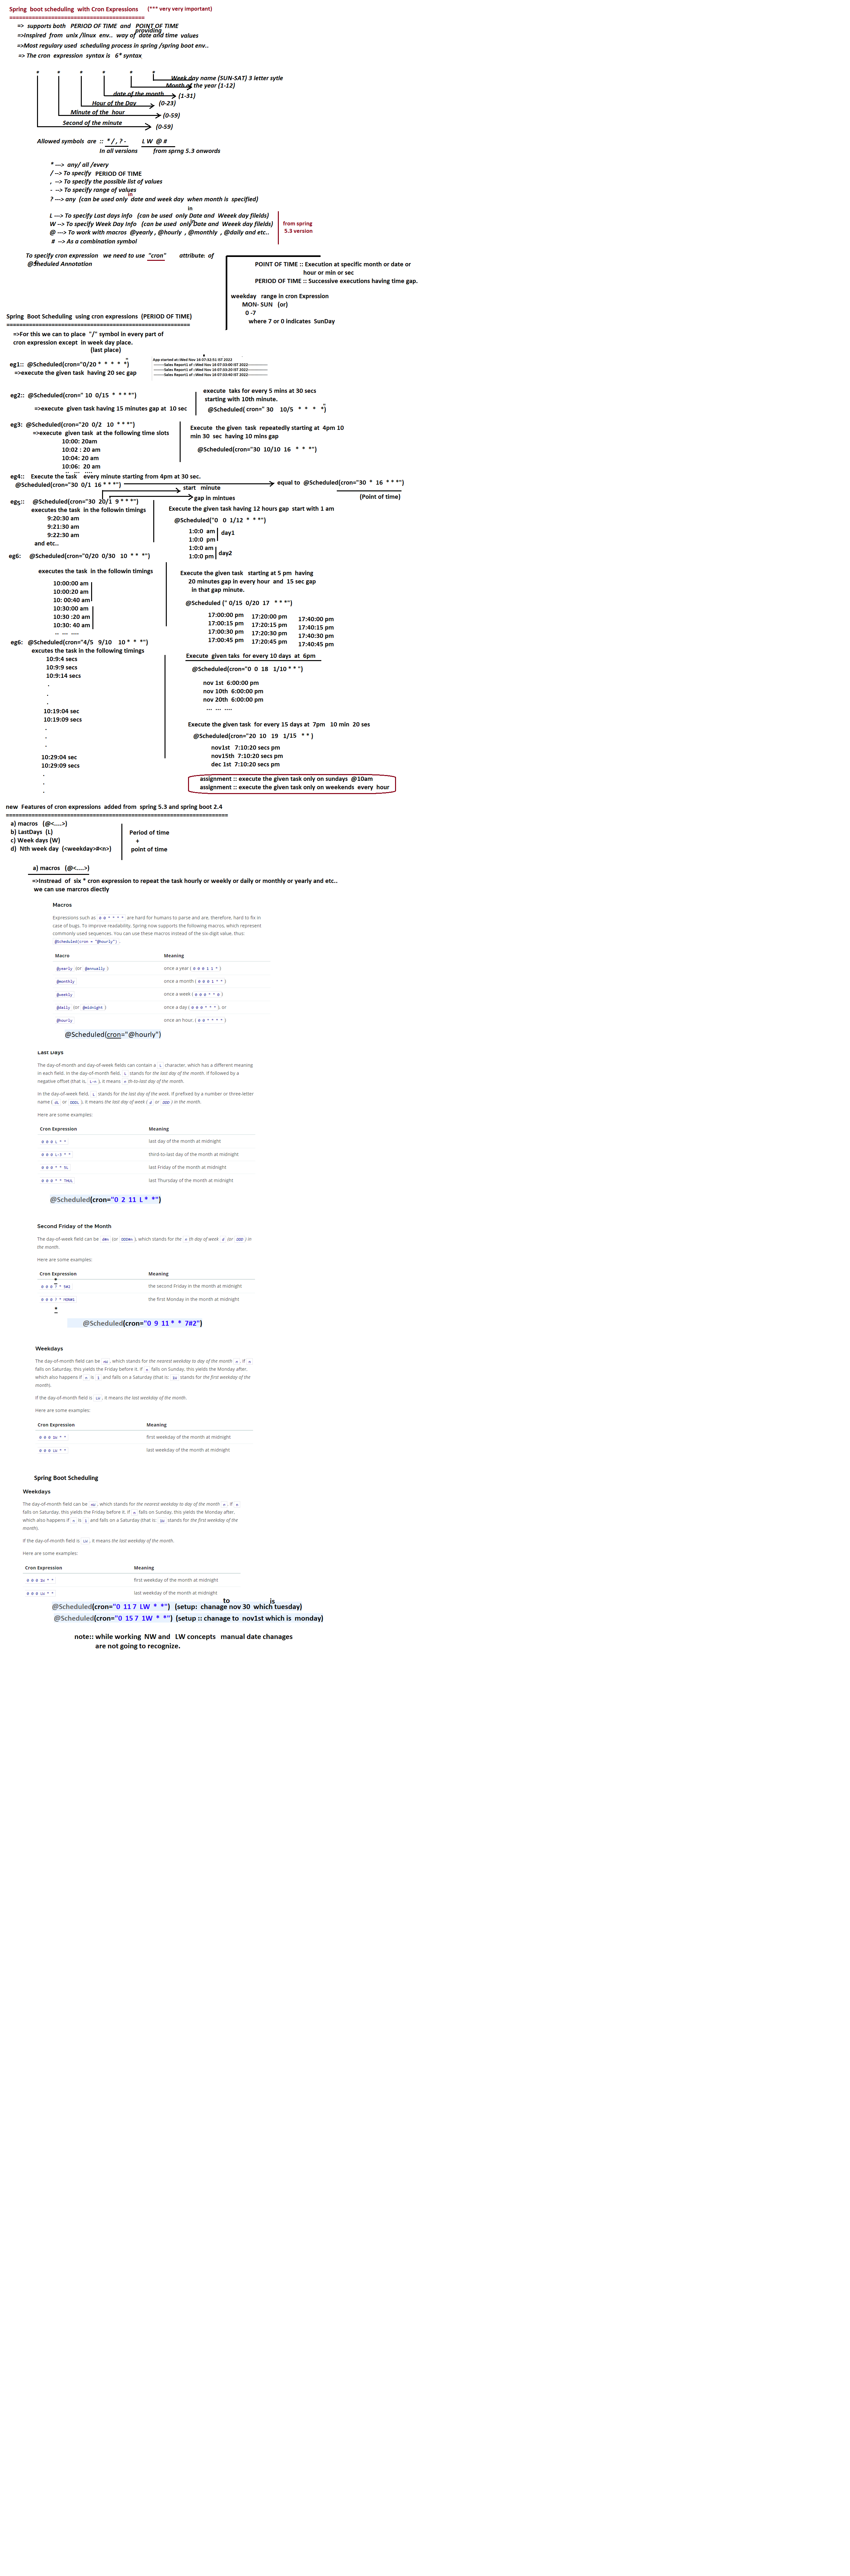 Spring boot scheduling with Cron Expressions (*** very very important)
=========================================
=> supports both PERIOD OF TIME and POINT OF TIME
providing
=>Inspired from unix /linux env.. way of date and time values
=>Most regulary used scheduling process in spring /spring boot env..
=> The cron expression syntax is 6* syntax
* * * * * *
Week day name (SUN-SAT) 3 letter sytle
Month of the year (1-12)
date of the month (1-31)
Hour of the Day (0-23)
Minute of the hour (0-59)
Second of the minute (0-59)
Allowed symbols are :: * / , ? - L W @ #
In all versions from sprng 5.3 onwords
* ---> any/ all /every
/ --> To specify PERIOD OF TIME
, --> To specify the possible list of values
- --> To specify range of values
in
? ---> any (can be used only date and week day when month is specified)
in
L ---> To specify Last days info (can be used only Date and Weeek day filelds)
in
W --> To specify Week Day Info (can be used only Date and Weeek day filelds)
@ ---> To work with macros @yearly , @hourly , @monthly , @daily and etc..
# --> As a combination symbol
from spring
5.3 version
To specify cron expression we need to use "cron" attribute of
@Sheduled Annotation
POINT OF TIME :: Execution at specific month or date or
hour or min or sec
PERIOD OF TIME :: Successive executions having time gap.
weekday range in cron Expression
MON- SUN (or)
0 -7
where 7 or 0 indicates SunDay
Spring Boot Scheduling using cron expressions (PERIOD OF TIME)
=========================================================
=>For this we can to place "/" symbol in every part of
cron expression except in week day place.
(last place)
eg1:: @Scheduled(cron="0/20 * * * * *)
=>execute the given task having 20 sec gap
App started at::Wed Nov 16 07:32:51 IST 2022
--------Sales Report1 of ::Wed Nov 16 07:33:00 IST 2022---------------
--------Sales Report1 of ::Wed Nov 16 07:33:20 IST 2022---------------
--------Sales Report1 of ::Wed Nov 16 07:33:40 IST 2022---------------
eg2:: @Scheduled(cron=" 10 0/15 * * * *")
=>execute given task having 15 minutes gap at 10 sec
execute taks for every 5 mins at 30 secs
starting with 10th minute.
@Scheduled( cron=" 30 10/5 * * * *)
eg3: @Scheduled(cron="20 0/2 10 * * *")
=>execute given task at the following time slots
10:00: 20am
10:02 : 20 am
10:04: 20 am
10:06: 20 am
.. ... ....
Execute the given task repeatedly starting at 4pm 10
min 30 sec having 10 mins gap
@Scheduled(cron="30 10/10 16 * * *")
eg4:: Execute the task every minute starting from 4pm at 30 sec.
@Scheduled(cron="30 0/1 16 * * *") equal to @Scheduled(cron="30 * 16 * * *")
start minute
gap in mintues
(Point of time)
eg5:: @Scheduled(cron="30 20/1 9 * * *")
executes the task in the followin timings
9:20:30 am
9:21:30 am
9:22:30 am
and etc..
Execute the given task having 12 hours gap start with 1 am
@Scheduled("0 0 1/12 * * *")
1:0:0 am
1:0:0 pm
day1
1:0:0 am
1:0:0 pm
day2
eg6: @Scheduled(cron="0/20 0/30 10 * * *")
executes the task in the followin timings
10:00:00 am
10:00:20 am
10: 00:40 am
10:30:00 am
10:30 :20 am
10:30: 40 am
.. ... ....
Execute the given task starting at 5 pm having
20 minutes gap in every hour and 15 sec gap
in that gap minute.
@Scheduled (" 0/15 0/20 17 * * *")
17:00:00 pm 17:20:00 pm 17:40:00 pm
17:00:15 pm 17:20:15 pm 17:40:15 pm
17:00:30 pm 17:20:30 pm 17:40:30 pm
17:00:45 pm 17:20:45 pm 17:40:45 pm
eg6: @Scheduled(cron="4/5 9/10 10 * * *")
excutes the task in the following timings
10:9:4 secs
10:9:9 secs
10:9:14 secs
.
.
.
10:19:04 sec
10:19:09 secs
.
.
.
10:29:04 sec
10:29:09 secs
.
.
.
Execute given taks for every 10 days at 6pm
@Scheduled(cron="0 0 18 1/10 * * ")
nov 1st 6:00:00 pm
nov 10th 6:00:00 pm
nov 20th 6:00:00 pm
... ... ....
Execute the given task for every 15 days at 7pm 10 min 20 ses
@Scheduled(cron="20 10 19 1/15 * * )
nov1st 7:10:20 secs pm
nov15th 7:10:20 secs pm
dec 1st 7:10:20 secs pm
assignment :: execute the given task only on sundays @10am
assignment :: execute the given task only on weekends every hour
new Features of cron expressions added from spring 5.3 and spring boot 2.4
=====================================================================
a) macros (@<.....>)
b) LastDays (L)
c) Week days (W)
d) Nth week day (<weekday>#<n>)
Period of time
+
point of time
a) macros (@<.....>)
=>Instread of six * cron expression to repeat the task hourly or weekly or daily or monthly or yearly and etc..
we can use marcros diectly
Macros
Expressions such as 0 0 * * * * are hard for humans to parse and are, therefore, hard to fix in
case of bugs. To improve readability, Spring now supports the following macros, which represent
commonly used sequences. You can use these macros instead of the six-digit value, thus:
@Scheduled(cron = "@hourly") .
Macro Meaning
@yearly (or @annually ) once a year ( 0 0 0 1 1 * )
@monthly once a month ( 0 0 0 1 * * )
@weekly once a week ( 0 0 0 * * 0 )
@daily (or @midnight ) once a day ( 0 0 0 * * * ), or
@hourly once an hour, ( 0 0 * * * * )
@Scheduled(cron="@hourly")
Last Days
The day-of-month and day-of-week fields can contain a L character, which has a different meaning
in each field. In the day-of-month field, L stands for the last day of the month. If followed by a
negative offset (that is, L-n ), it means n th-to-last day of the month.
In the day-of-week field, L stands for the last day of the week. If prefixed by a number or three-letter
name ( dL or DDDL ), it means the last day of week ( d or DDD ) in the month.
Here are some examples:
Cron Expression Meaning
0 0 0 L * * last day of the month at midnight
0 0 0 L-3 * * third-to-last day of the month at midnight
0 0 0 * * 5L last Friday of the month at midnight
0 0 0 * * THUL last Thursday of the month at midnight
@Scheduled(cron="0 2 11 L * *")
Second Friday of the Month
The day-of-week field can be d#n (or DDD#n ), which stands for the n th day of week d (or DDD ) in
the month.
Here are some examples:
Cron Expression Meaning
*
0 0 0 ? * 5#2 the second Friday in the month at midnight
0 0 0 ? * MON#1 the first Monday in the month at midnight
*
@Scheduled(cron="0 9 11 * * 7#2")
Weekdays
The day-of-month field can be nW , which stands for the nearest weekday to day of the month n . If n
falls on Saturday, this yields the Friday before it. If n falls on Sunday, this yields the Monday after,
which also happens if n is 1 and falls on a Saturday (that is: 1W stands for the first weekday of the
month).
If the day-of-month field is LW , it means the last weekday of the month.
Here are some examples:
Cron Expression Meaning
0 0 0 1W * * first weekday of the month at midnight
0 0 0 LW * * last weekday of the month at midnight
Spring Boot Scheduling
Weekdays
The day-of-month field can be nW , which stands for the nearest weekday to day of the month n . If n
falls on Saturday, this yields the Friday before it. If n falls on Sunday, this yields the Monday after,
which also happens if n is 1 and falls on a Saturday (that is: 1W stands for the first weekday of the
month).
If the day-of-month field is LW , it means the last weekday of the month.
Here are some examples:
Cron Expression Meaning
0 0 0 1W * * first weekday of the month at midnight
0 0 0 LW * * last weekday of the month at midnight
to is
@Scheduled(cron="0 11 7 LW * *") (setup: chanage nov 30 which tuesday)
@Scheduled(cron="0 15 7 1W * *") (setup :: chanage to nov1st which is monday)
note:: while working NW and LW concepts manual date chanages
are not going to recognize.